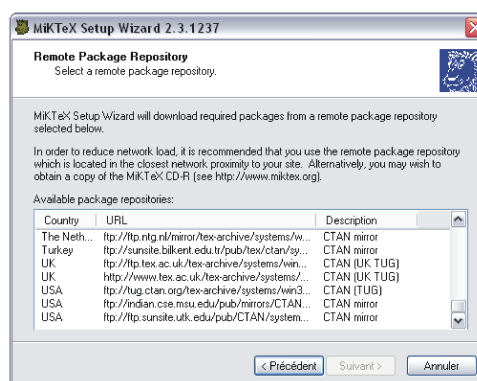 MiKTeX Setup Wizard 2.3.1237
Remote Package Repository
Select a remote package repository.
MiKTeX Setup Wizard will download required packages from a remote package repository
selected below.
In order to reduce network load, it is recommended that you use the remote package repository
which is located in the closest network proximity to your site. Alternatively, you may wish to
obtain a copy of the MiKTeX CD-R (see http://www.miktex.org).
Available package repositories:
Country URL Description
The Neth... ftp://ftp.ntg.nl/mirror/tex-archive/systems/w... CTAN mirror
Turkey ftp://sunsite.bilkent.edu.tr/pub/tex/ctan/sy... CTAN mirror
UK ftp://ftp.tex.ac.uk/tex-archive/systems/win... CTAN (UK TUG)
UK http://www.tex.ac.uk/tex-archive/systems/... CTAN (UK TUG)
USA ftp://tug.ctan.org/tex-archive/systems/win3... CTAN (TUG)
USA ftp://indian.cse.msu.edu/pub/mirrors/CTAN... CTAN mirror
USA ftp://ftp.sunsite.utk.edu/pub/CTAN/system... CTAN mirror
< Précédent Suivant > Annuler